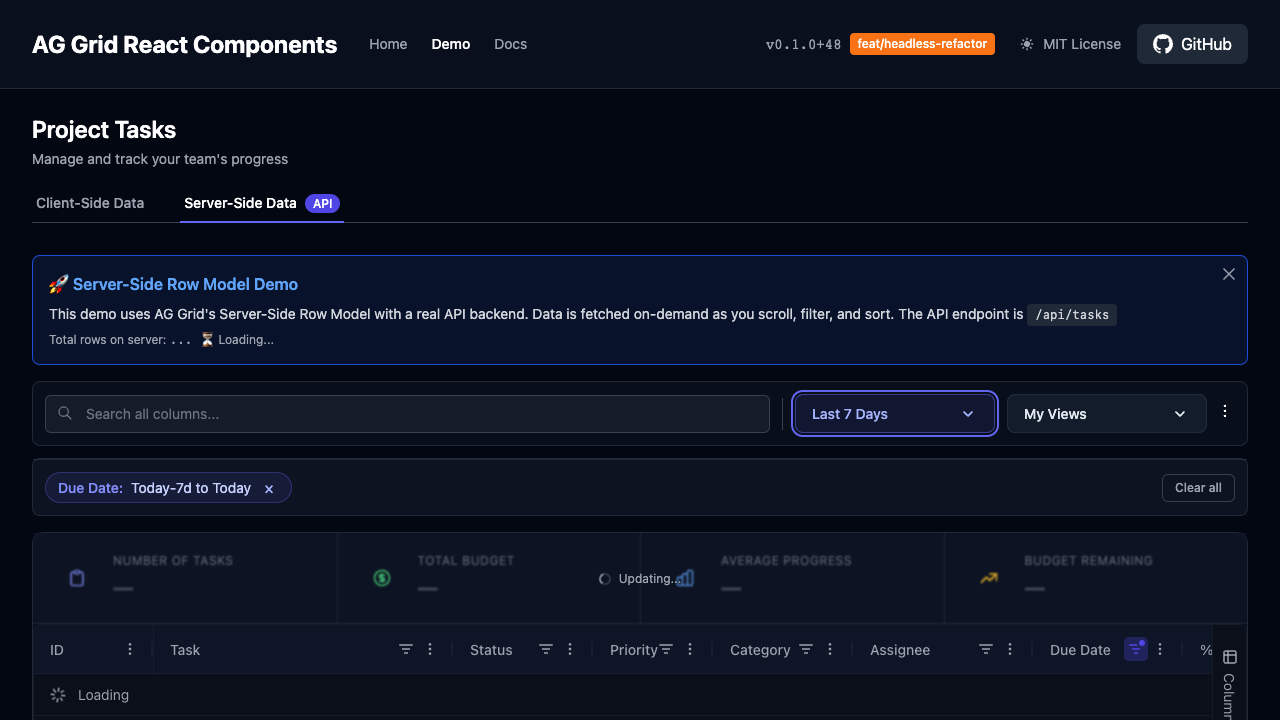 AG Grid React Components Home Demo Docs v0.1.0+48 feat/headless-refactor MIT License GitHub
Project Tasks
Manage and track your team's progress
Client-Side Data Server-Side Data API
🚀 Server-Side Row Model Demo
This demo uses AG Grid's Server-Side Row Model with a real API backend. Data is fetched on-demand as you scroll, filter, and sort. The API endpoint is /api/tasks
Total rows on server: ... ⏳ Loading...
Search all columns... Last 7 Days My Views
Due Date: Today-7d to Today × Clear all
NUMBER OF TASKS TOTAL BUDGET AVERAGE PROGRESS BUDGET REMAINING
— — — —
Updating...
ID Task Status Priority Category Assignee Due Date %
Loading
Column